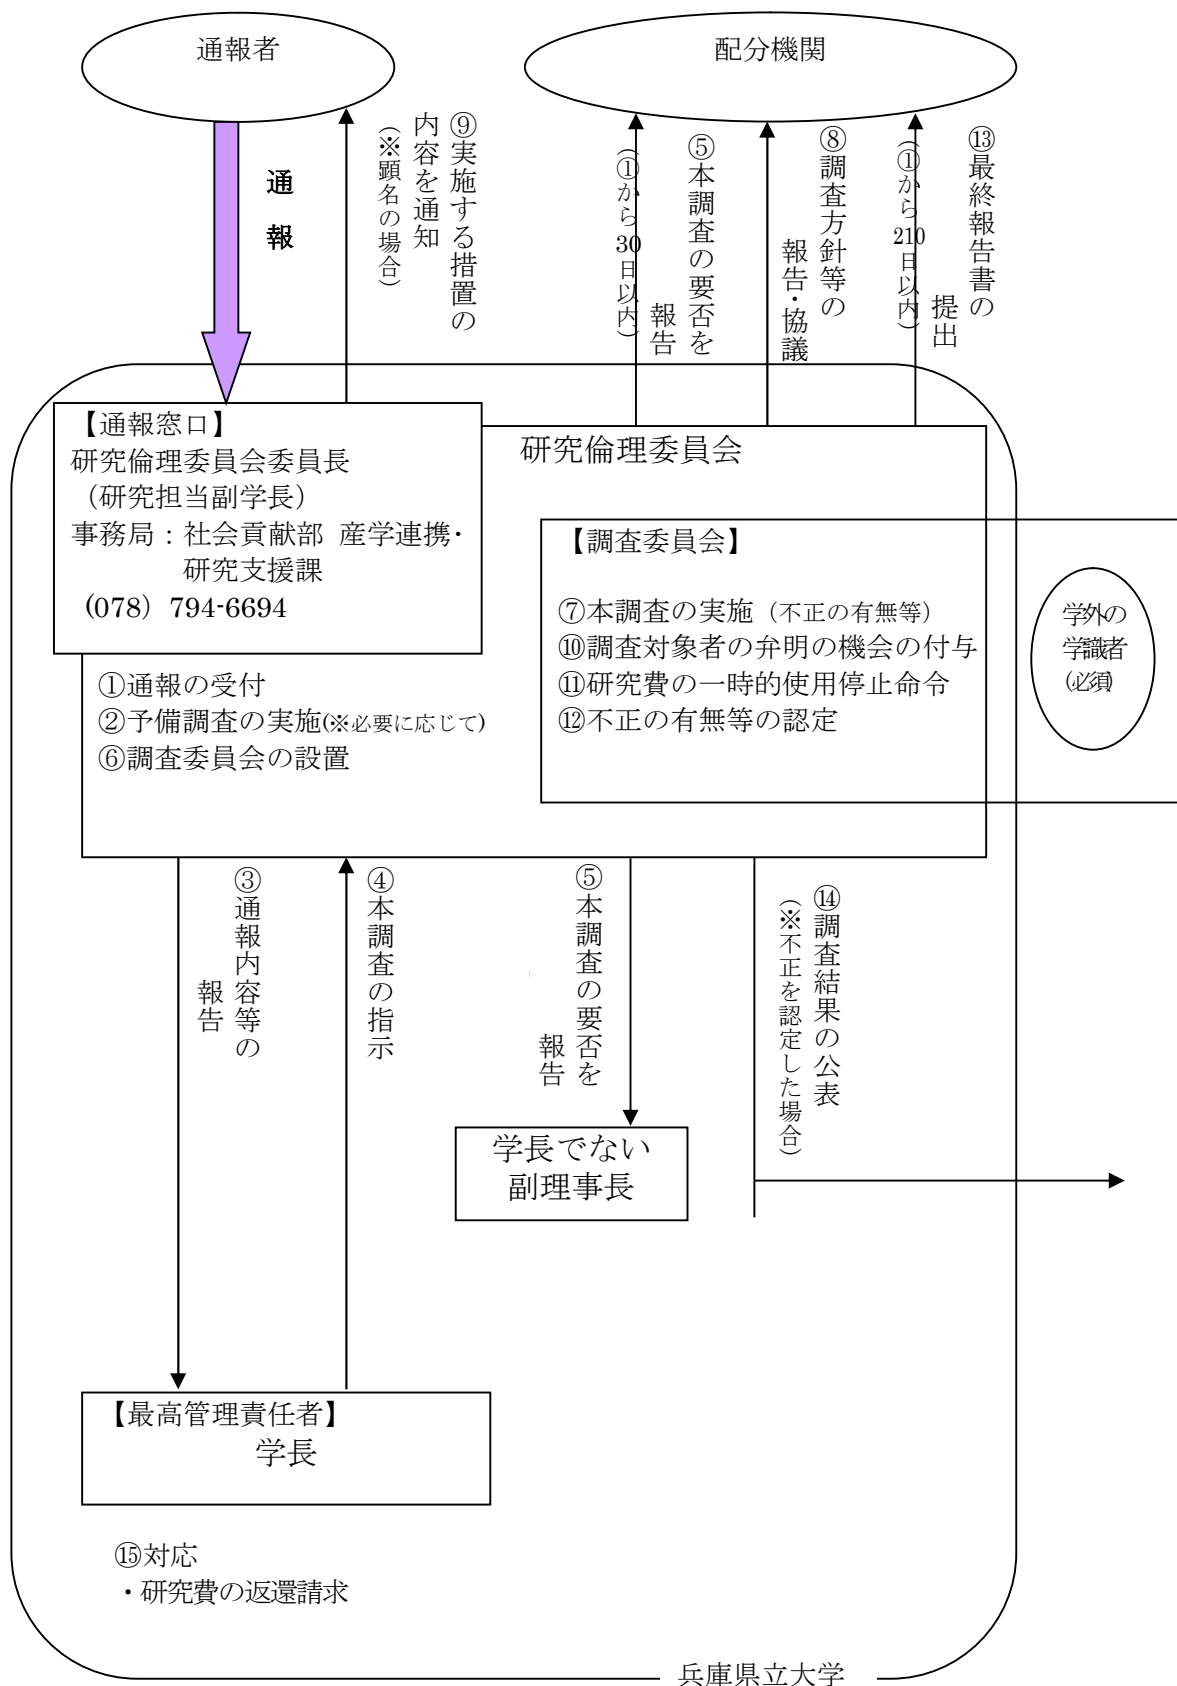 通報者
配分機関
通報
⑨実施する措置の
内容を通知
(※顕名の場合)
⑤本調査の要否を
報告
(①から30日以内)
⑧調査方針等の
報告・協議
⑬最終報告書の
提出
(①から210日以内)
【通報窓口】
研究倫理委員会委員長
(研究担当副学長)
事務局：社会貢献部 産学連携・
研究支援課
(078) 794-6694
研究倫理委員会
①通報の受付
②予備調査の実施(※必要に応じて)
⑥調査委員会の設置
【調査委員会】
⑦本調査の実施（不正の有無等）
⑩調査対象者の弁明の機会の付与
⑪研究費の一時的使用停止命令
⑫不正の有無等の認定
学外の
学識者
(必須)
③通報内容等の
報告
④本調査の指示
⑤本調査の要否を
報告
⑭調査結果の公表
(※不正を認定した場合)
学長でない
副理事長
【最高管理責任者】
学長
⑮対応
・研究費の返還請求
兵庫県立大学